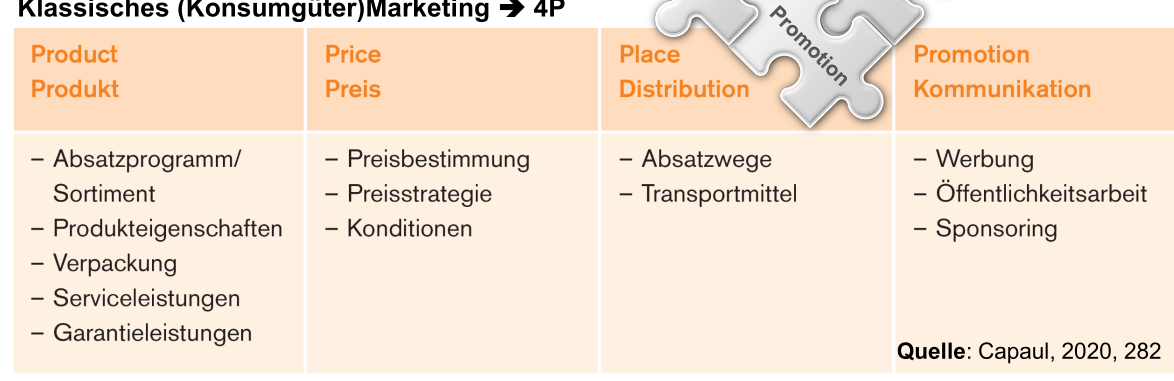 Klassisches (Konsumgüter)Marketing ➔ 4P
Promotion
Product
Produkt
– Absatzprogramm/
Sortiment
– Produkteigenschaften
– Verpackung
– Serviceleistungen
– Garantieleistungen
Price
Preis
– Preisbestimmung
– Preisstrategie
– Konditionen
Place
Distribution
– Absatzwege
– Transportmittel
Promotion
Kommunikation
– Werbung
– Öffentlichkeitsarbeit
– Sponsoring
Quelle: Capaul, 2020, 282